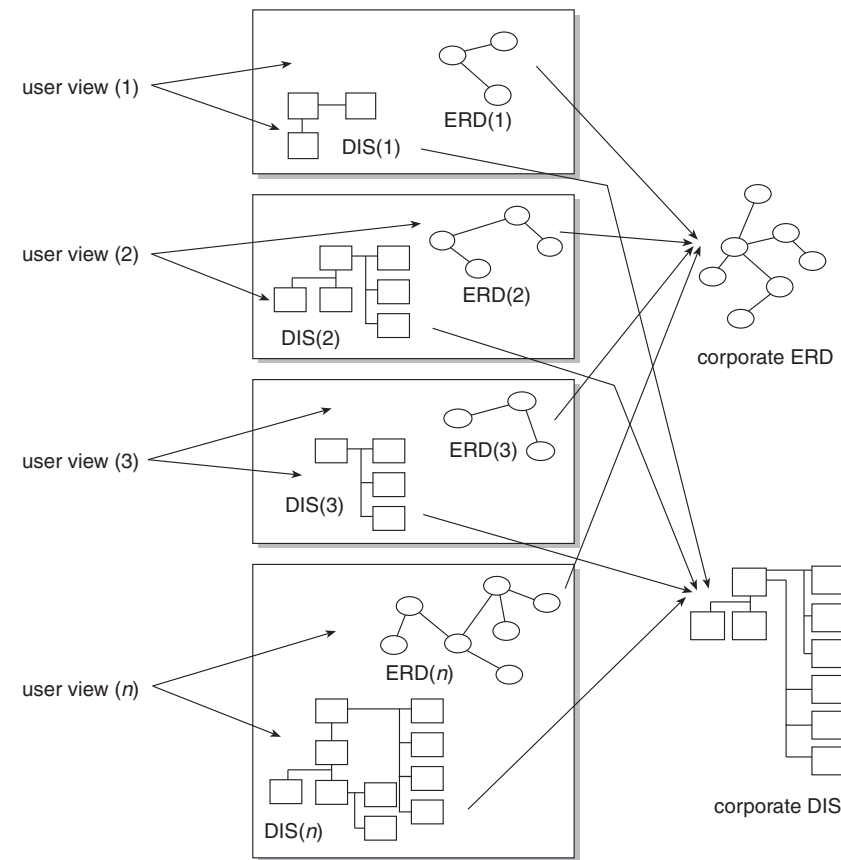 user view (1)
ERD(1)
DIS(1)
user view (2)
ERD(2)
DIS(2)
corporate ERD
user view (3)
ERD(3)
DIS(3)
user view (n)
ERD(n)
DIS(n)
corporate DIS